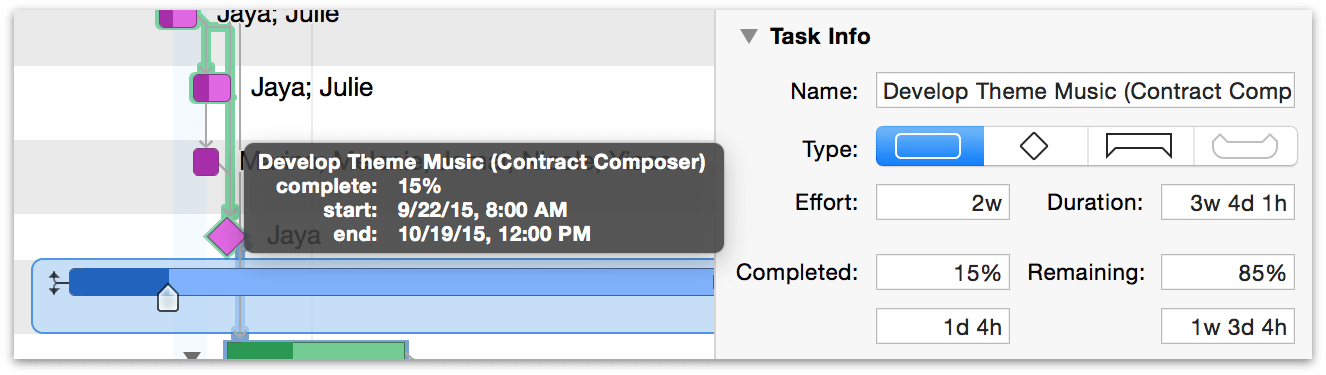 Jaya; Julie
Jaya; Julie
Develop Theme Music (Contract Composer)
complete: 15%
start: 9/22/15, 8:00 AM
end: 10/19/15, 12:00 PM
Jaya
Task Info
Name: Develop Theme Music (Contract Comp
Type:
Effort: 2w Duration: 3w 4d 1h
Completed: 15% Remaining: 85%
1d 4h 1w 3d 4h